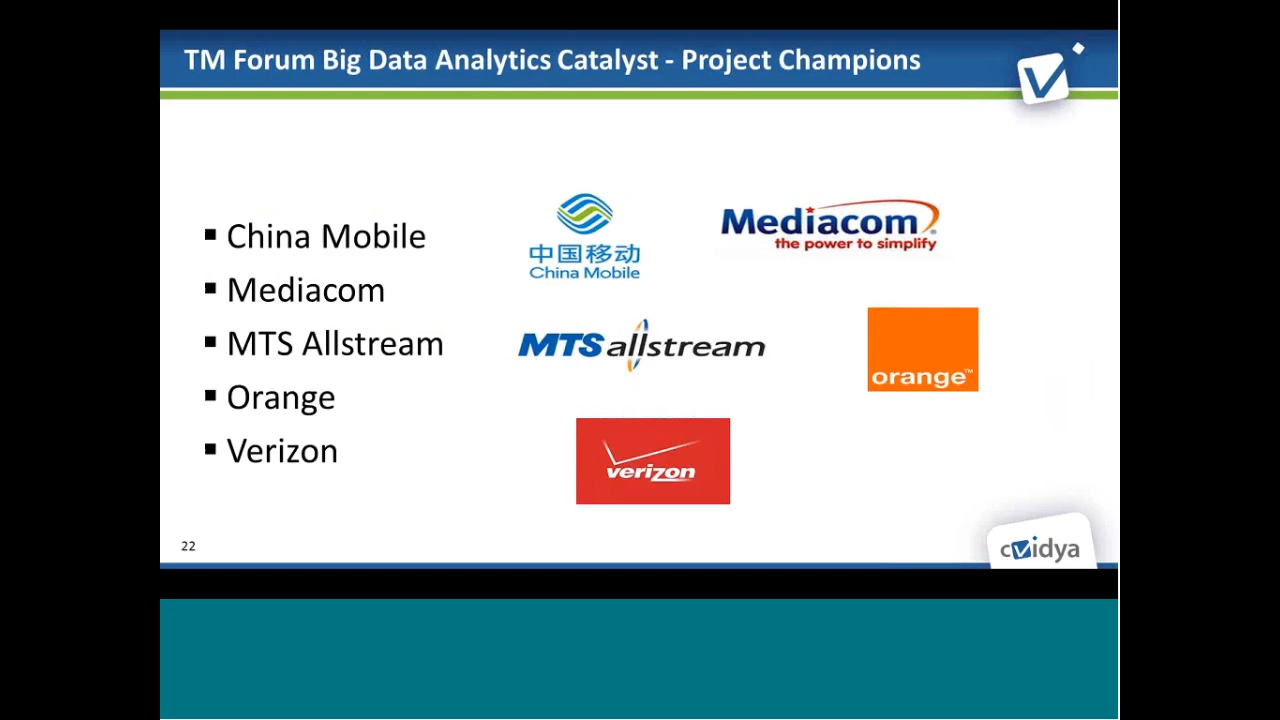 TM Forum Big Data Analytics Catalyst - Project Champions
▪ China Mobile
▪ Mediacom
▪ MTS Allstream
▪ Orange
▪ Verizon
中国移动
China Mobile
Mediacom
the power to simplify
MTS allstream
orange™
verizon
22
cvidya